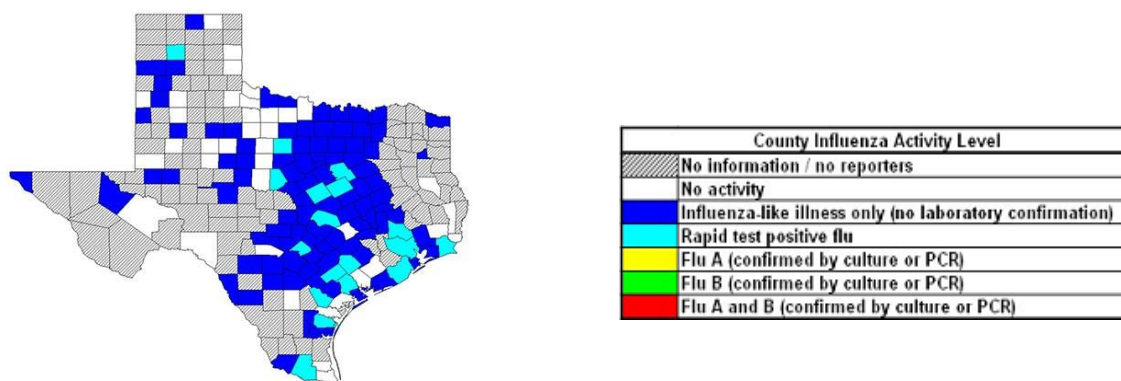 County Influenza Activity Level
No information / no reporters
No activity
Influenza-like illness only (no laboratory confirmation)
Rapid test positive flu
Flu A (confirmed by culture or PCR)
Flu B (confirmed by culture or PCR)
Flu A and B (confirmed by culture or PCR)